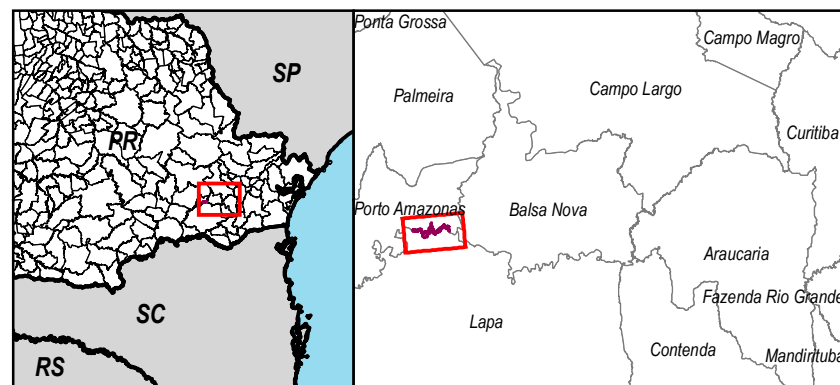 SP
PR
SC
RS
Ponta Grossa
Campo Magro
Palmeira
Campo Largo
Curitiba
Porto Amazonas
Balsa Nova
Araucaria
Fazenda Rio Grande
Lapa
Contenda
Mandirituba